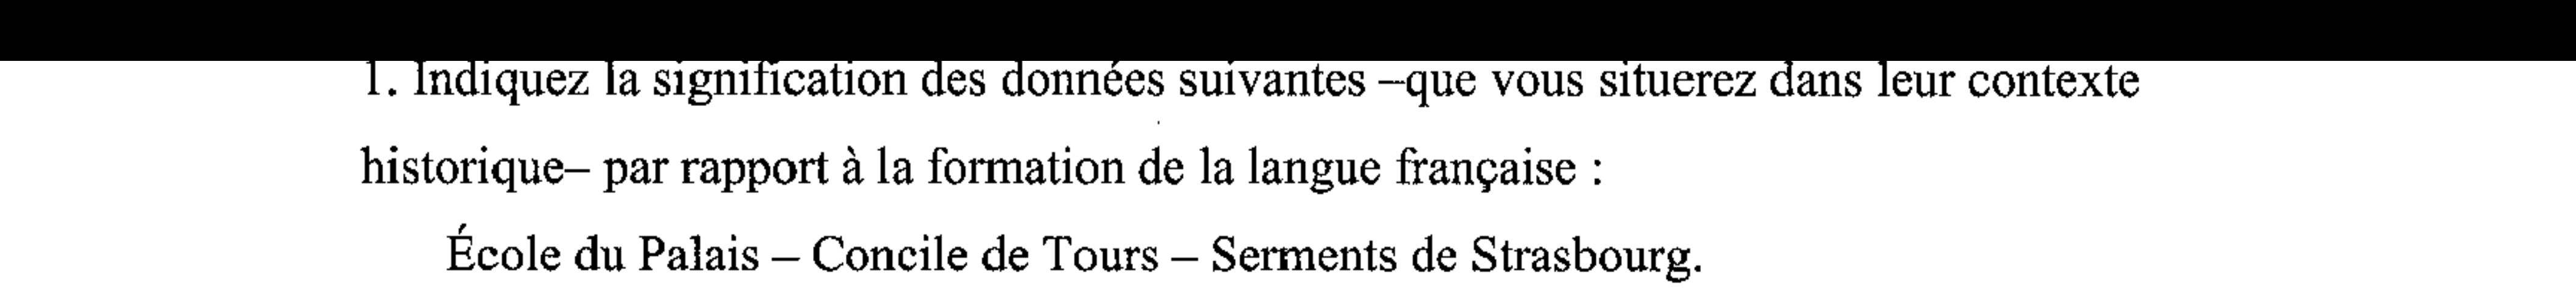 1. Indiquez la signification des données suivantes –que vous situerez dans leur contexte
historique– par rapport à la formation de la langue française :
École du Palais – Concile de Tours – Serments de Strasbourg.